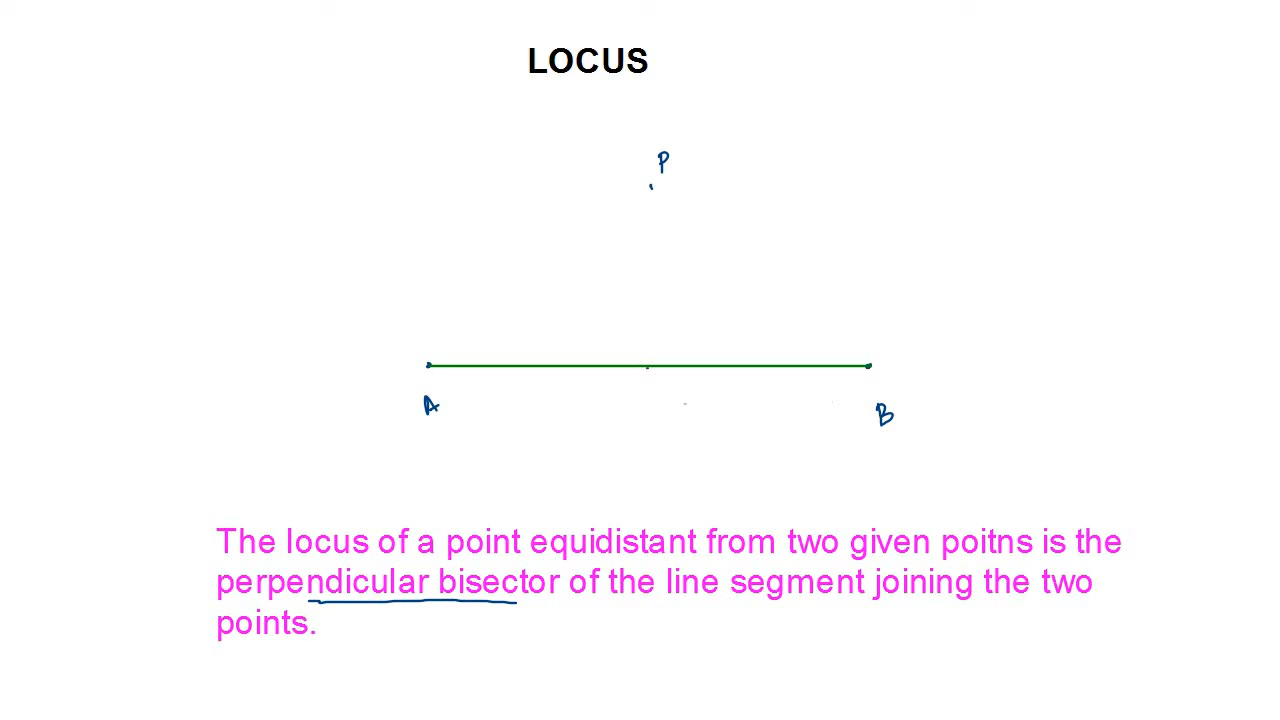 LOCUS
P
A
B
The locus of a point equidistant from two given poitns is the
perpendicular bisector of the line segment joining the two
points.